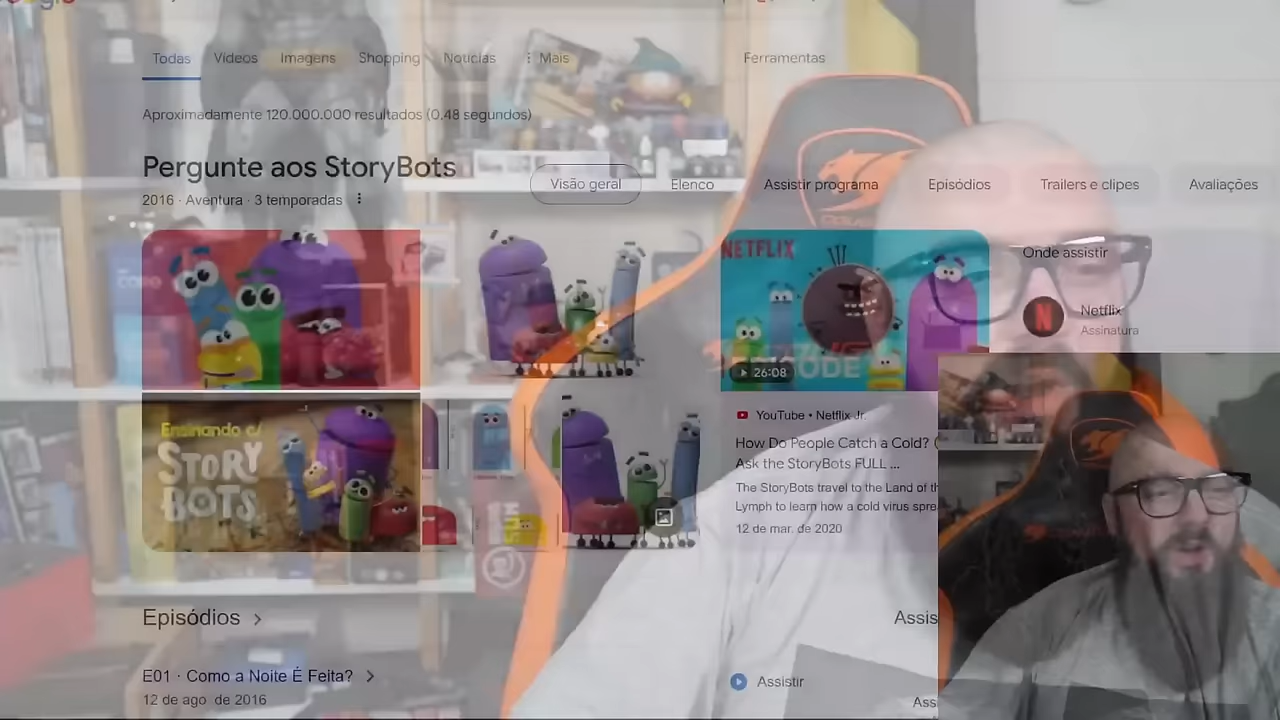 Todas Vídeos Imagens Shopping Notícias Mais Ferramentas
Aproximadamente 120.000.000 resultados (0,48 segundos)
Pergunte aos StoryBots
2016 · Aventura · 3 temporadas
Visão geral Elenco Assistir programa Episódios Trailers e clipes Avaliações
NETFLIX
26:08
Onde assistir
Netflix
Assinatura
Ensinando c/
STORY
BOTS
YouTube • Netflix Jr.
How Do People Catch a Cold?
Ask the StoryBots FULL ...
The StoryBots travel to the Land of
Lymph to learn how a cold virus
12 de mar. de 2020
Episódios
E01 · Como a Noite É Feita?
12 de ago. de 2016
Assistir